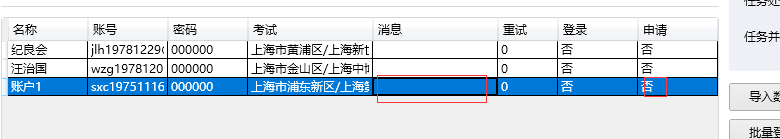 任务处
名称 账号 密码 考试 消息 重试 登录 申请
纪良会 jlh19781229 000000 上海市黄浦区/上海新 0 否 否
任务并
汪治国 wzg1978120 000000 上海市金山区/上海中 0 否 否
账户1 sxc19751116 000000 上海市浦东新区/上海 0 否 否
导入数
批量登